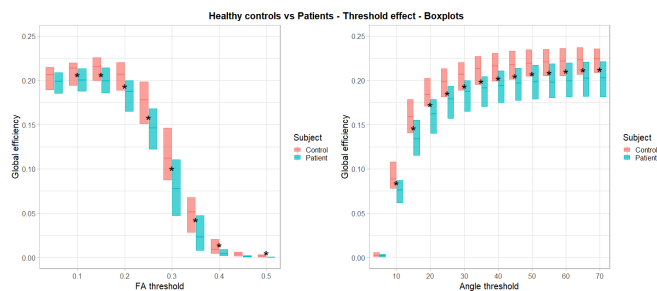 Healthy controls vs Patients - Threshold effect - Boxplots
0.25
0.20
0.15
0.10
0.05
0.00
Global efficiency
0.1 0.2 0.3 0.4 0.5
FA threshold
Subject
Control
Patient
0.25
0.20
0.15
0.10
0.05
0.00
Global efficiency
10 20 30 40 50 60 70
Angle threshold
Subject
Control
Patient